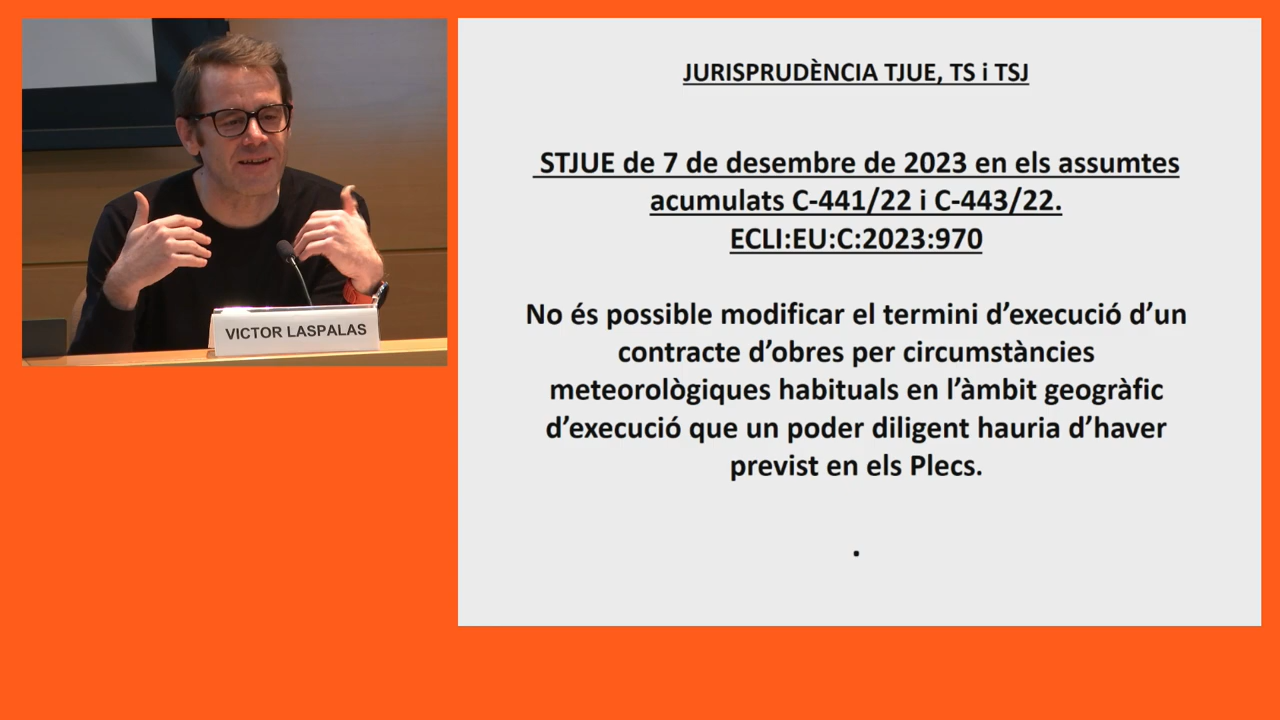 VICTOR LASPALAS
JURISPRUDÈNCIA TJUE, TS i TSJ
STJUE de 7 de desembre de 2023 en els assumtes
acumulats C-441/22 i C-443/22.
ECLI:EU:C:2023:970
No és possible modificar el termini d’execució d’un
contracte d’obres per circumstàncies
meteorològiques habituals en l’àmbit geogràfic
d’execució que un poder diligent hauria d’haver
previst en els Plecs.
.